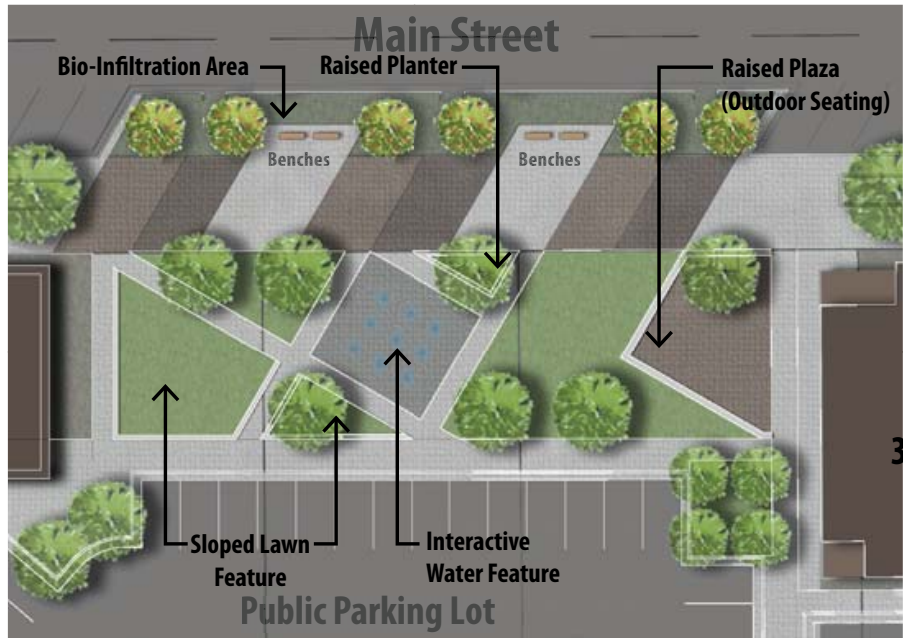 Main Street
Bio-Infiltration Area
Raised Planter
Raised Plaza
(Outdoor Seating)
Benches
Benches
3
Sloped Lawn
Feature
Interactive
Water Feature
Public Parking Lot